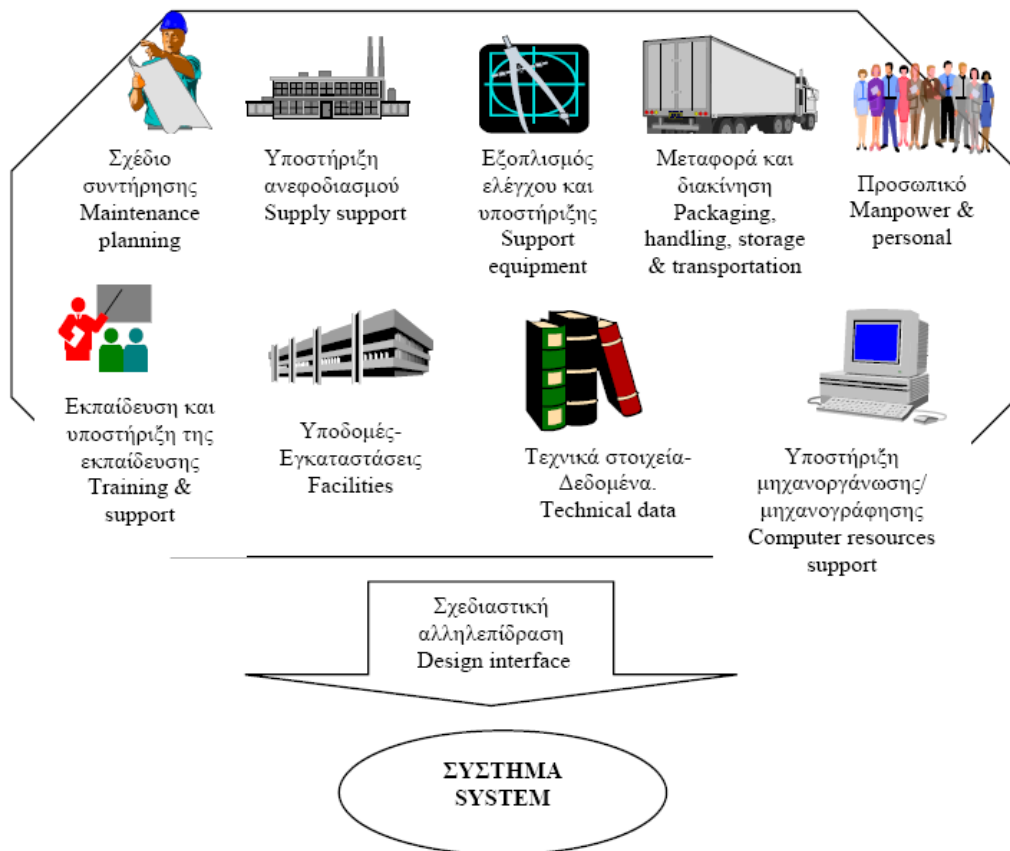 Σχέδιο
συντήρησης
Maintenance
planning
Υποστήριξη
ανεφοδιασμού
Supply support
Εξοπλισμός
ελέγχου και
υποστήριξης
Support
equipment
Μεταφορά και
διακίνηση
Packaging,
handling, storage
& transportation
Προσωπικό
Manpower &
personal
Εκπαίδευση και
υποστήριξη της
εκπαίδευσης
Training &
support
Υποδομές-
Εγκαταστάσεις
Facilities
Τεχνικά στοιχεία-
Δεδομένα.
Technical data
Υποστήριξη
μηχανοργάνωσης/
μηχανογράφησης
Computer resources
support
Σχεδιαστική
αλληλεπίδραση
Design interface
ΣΥΣΤΗΜΑ
SYSTEM